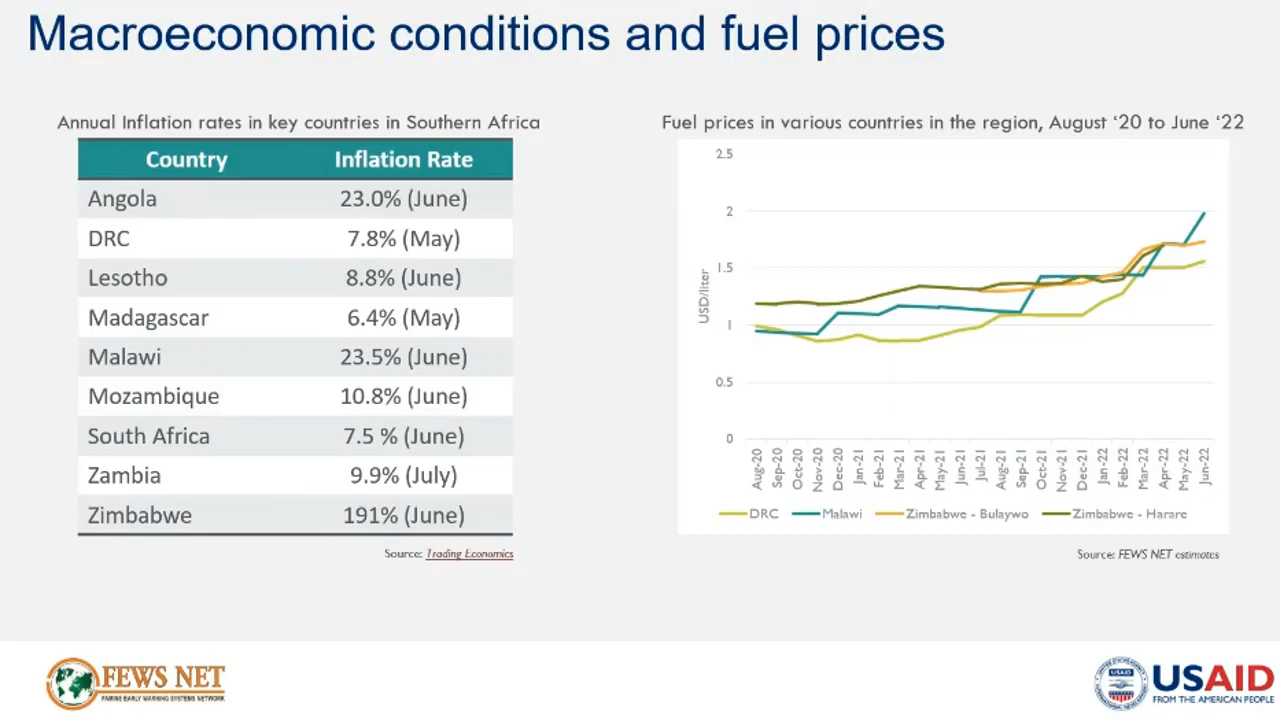 Macroeconomic conditions and fuel prices
Annual Inflation rates in key countries in Southern Africa
Country Inflation Rate
Angola 23.0% (June)
DRC 7.8% (May)
Lesotho 8.8% (June)
Madagascar 6.4% (May)
Malawi 23.5% (June)
Mozambique 10.8% (June)
South Africa 7.5 % (June)
Zambia 9.9% (July)
Zimbabwe 191% (June)
Source: Trading Economics
Fuel prices in various countries in the region, August ‘20 to June ‘22
2.5
2
1.5
1
0.5
0
USD/liter
Aug-20 Sep-20 Oct-20 Nov-20 Dec-20 Jan-21 Feb-21 Mar-21 Apr-21 May-21 Jun-21 Jul-21 Aug-21 Sep-21 Oct-21 Nov-21 Dec-21 Jan-22 Feb-22 Mar-22 Apr-22 May-22 Jun-22
DRC Malawi Zimbabwe - Bulaywo Zimbabwe - Harare
Source: FEWS NET estimates
FEWS NET
FAMINE EARLY WARNING SYSTEMS NETWORK
USAID
FROM THE AMERICAN PEOPLE